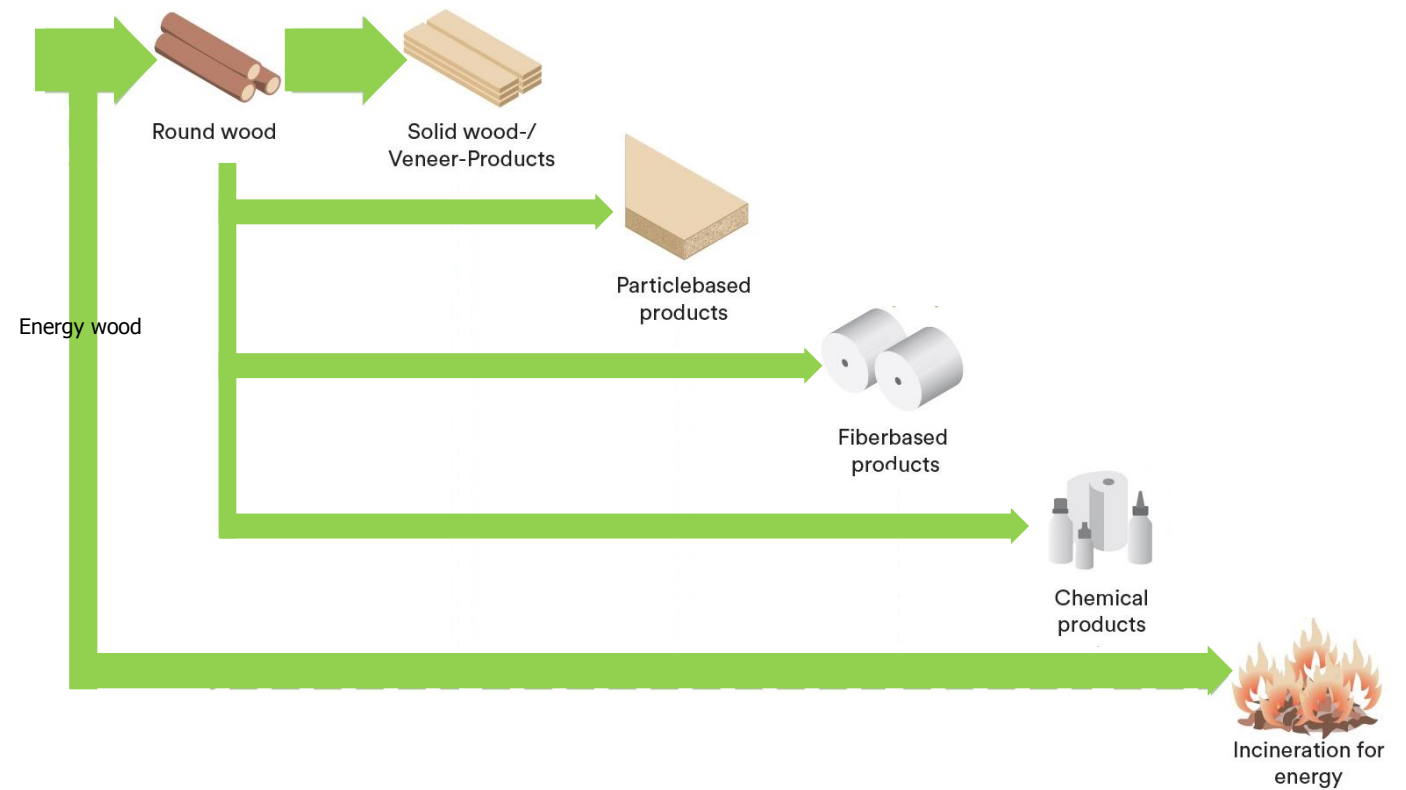 Round wood
Solid wood-/
Veneer-Products
Particlebased
products
Energy wood
Fiberbased
products
Chemical
products
Incineration for
energy